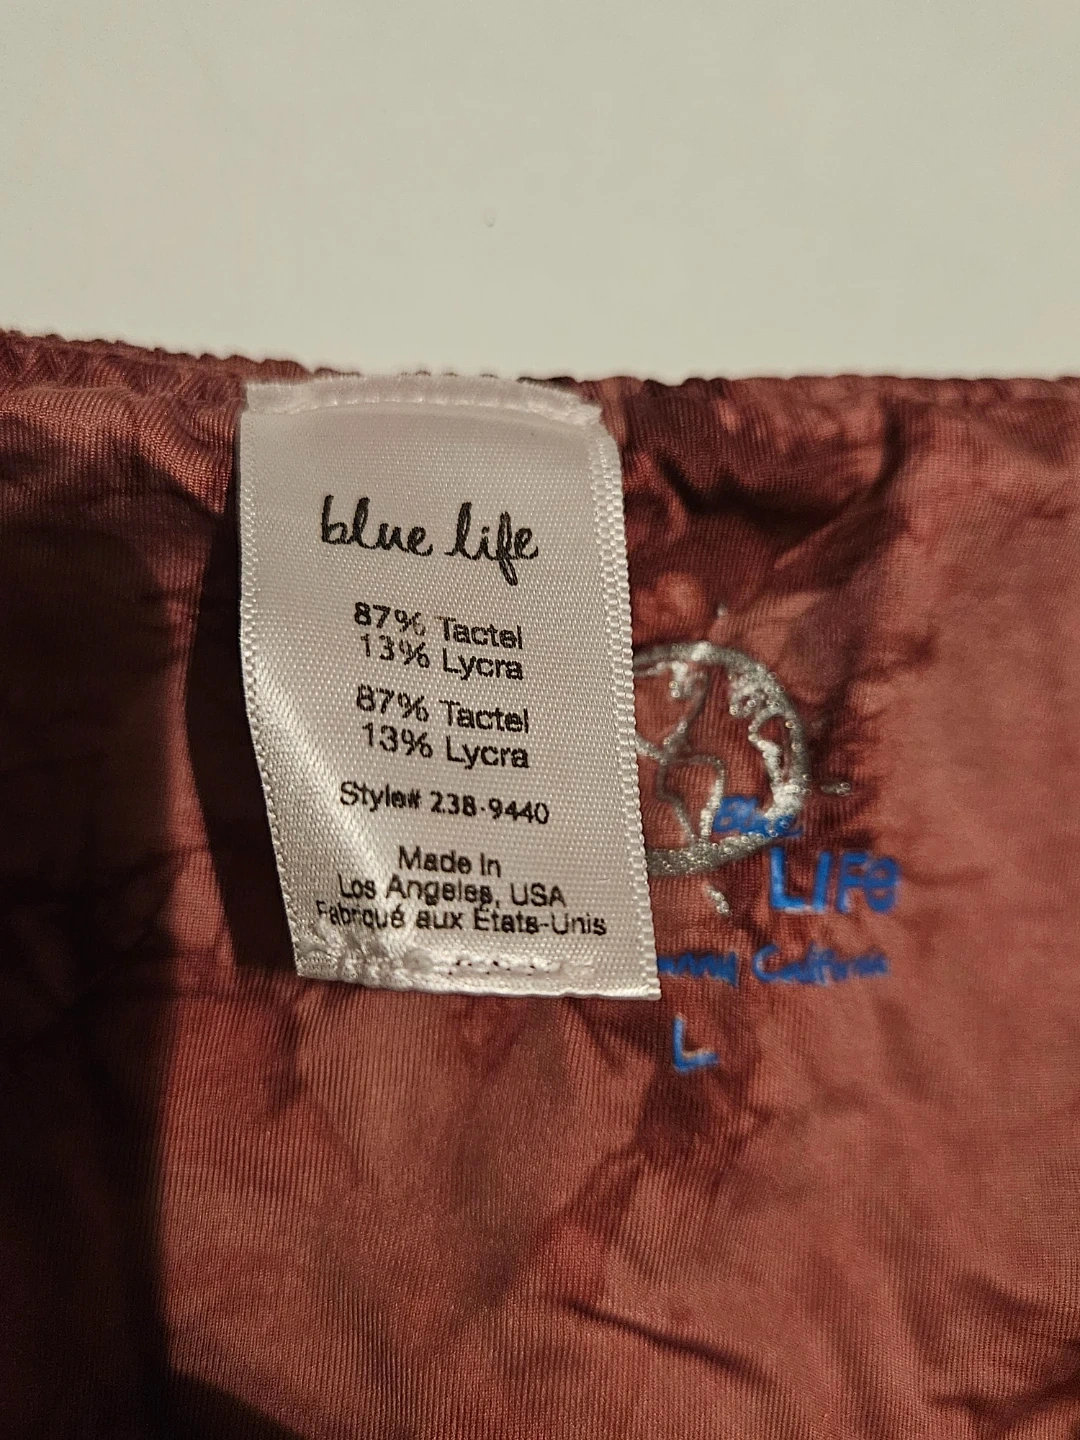 blue life
87% Tactel
13% Lycra
87% Tactel
13% Lycra
Style# 238-9440
Made In
Los Angeles, USA
Fabriqué aux États-Unis
Blue
LIFe
L